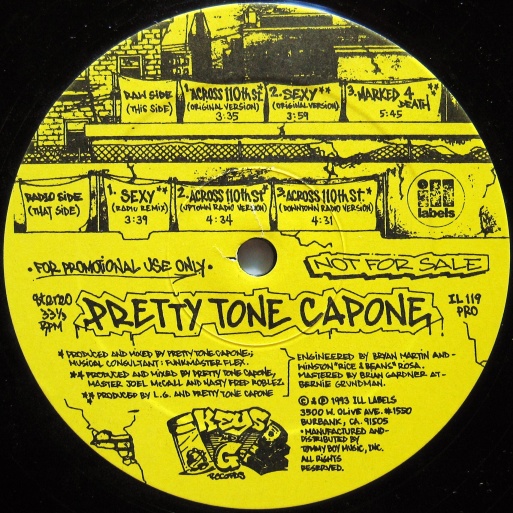 RAW SIDE
(THIS SIDE)
1. ACROSS 110th St.*
(ORIGINAL VERSION)
3:35
2. SEXY**
(ORIGINAL VERSION)
3:59
3. MARKED 4 DEATH**
5:45
RADIO SIDE
(THAT SIDE)
1. SEXY**
(RADIO REMIX)
3:39
2. ACROSS 110th St*
(UPTOWN RADIO VERSION)
4:34
3. ACROSS 110th St.*
(DOWNTOWN RADIO VERSION)
4:31
ill
labels
•FOR PROMOTIONAL USE ONLY•
NOT FOR SALE
stereo
33⅓
RPM
PRETTY TONE CAPONE
IL 119
PRO
* PRODUCED AND MIXED BY PRETTY TONE CAPONE;
MUSICAL CONSULTANT: FUNKMASTER FLEX.
** PRODUCED AND MIXED BY PRETTY TONE CAPONE,
MASTER JOEL McCALL AND NASTY FRED ROBLEZ
** PRODUCED BY L.G. AND PRETTY TONE CAPONE
ENGINEERED BY BRYAN MARTIN AND-
WINSTON "RICE & BEANS" ROSA.
MASTERED BY BRIAN GARDNER AT-
BERNIE GRUNDMAN.
© & ℗ 1993 ILL LABELS
3900 W. OLIVE AVE. #1550
BURBANK, CA. 91505
•MANUFACTURED AND-
DISTRIBUTED BY
TOMMY BOY MUSIC, INC.
ALL RIGHTS
RESERVED.
RECORDS